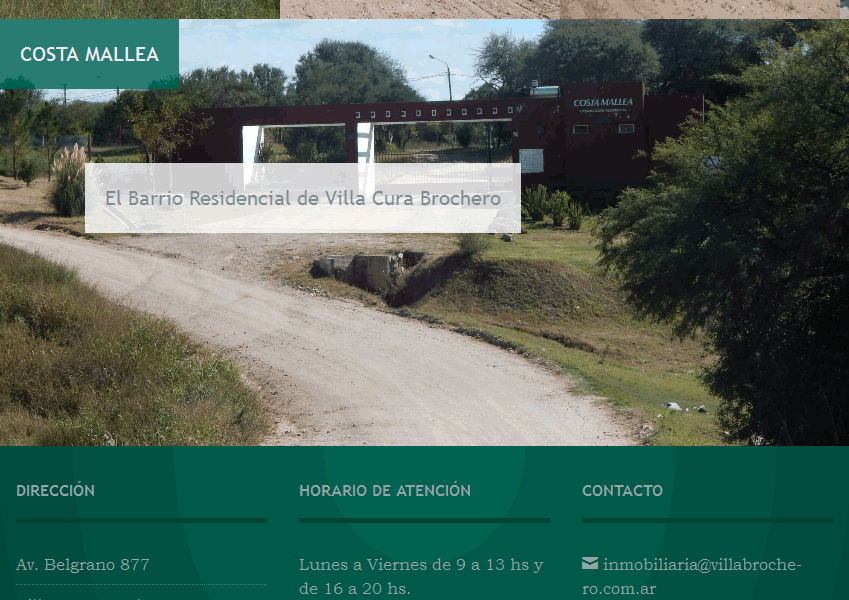 COSTA MALLEA
COSTA MALLEA
El Barrio Residencial de Villa Cura Brochero
DIRECCIÓN
HORARIO DE ATENCIÓN
CONTACTO
Av. Belgrano 877
Lunes a Viernes de 9 a 13 hs y
de 16 a 20 hs.
inmobiliaria@villabroche-
ro.com.ar